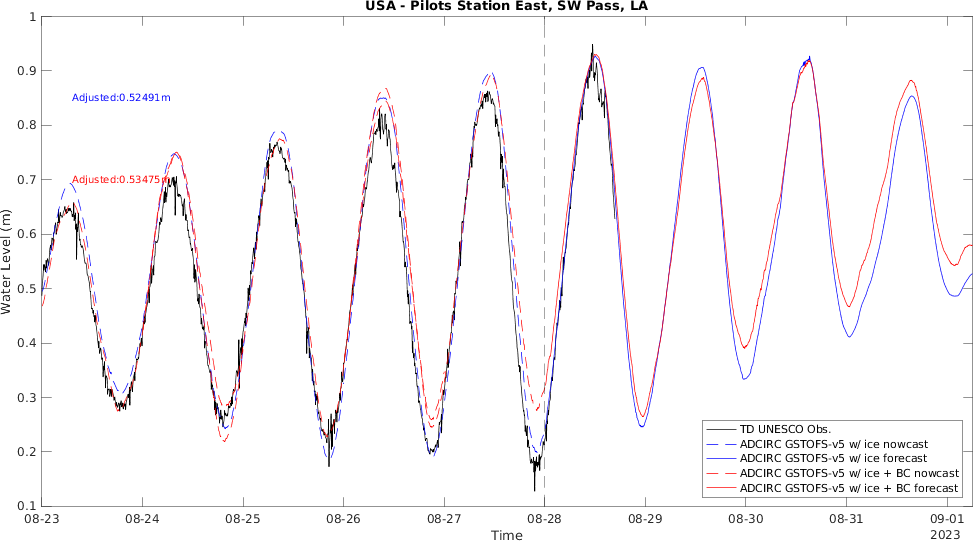 USA - Pilots Station East, SW Pass, LA
1
0.9
0.8
0.7
0.6
0.5
0.4
0.3
0.2
0.1
Water Level (m)
Adjusted:0.52491m
Adjusted:0.53475m
TD UNESCO Obs.
ADCIRC GSTOFS-v5 w/ ice nowcast
ADCIRC GSTOFS-v5 w/ ice forecast
ADCIRC GSTOFS-v5 w/ ice + BC nowcast
ADCIRC GSTOFS-v5 w/ ice + BC forecast
08-23 08-24 08-25 08-26 08-27 08-28 08-29 08-30 08-31 09-01
2023
Time